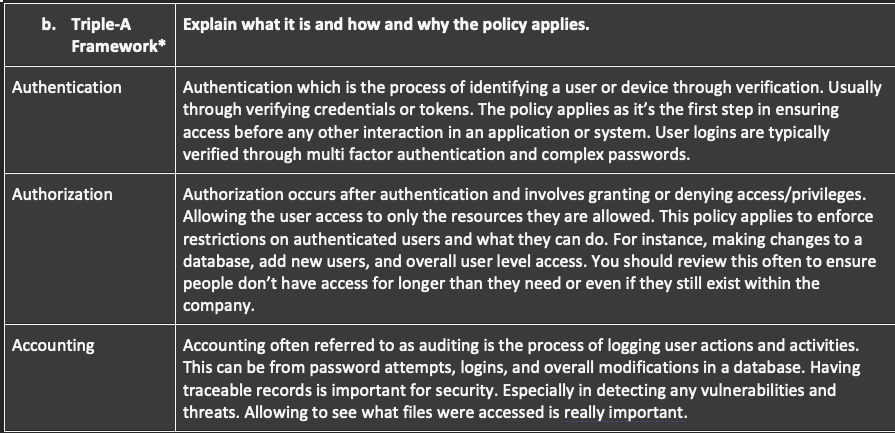 b. Triple-A Framework*
Explain what it is and how and why the policy applies.
Authentication
Authentication which is the process of identifying a user or device through verification. Usually
through verifying credentials or tokens. The policy applies as it's the first step in ensuring
access before any other interaction in an application or system. User logins are typically
verified through multi factor authentication and complex passwords.
Authorization
Authorization occurs after authentication and involves granting or denying access/privileges.
Allowing the user access to only the resources they are allowed. This policy applies to enforce
restrictions on authenticated users and what they can do. For instance, making changes to a
database, add new users, and overall user level access. You should review this often to ensure
people don't have access for longer than they need or even if they still exist within the
company.
Accounting
Accounting often referred to as auditing is the process of logging user actions and activities.
This can be from password attempts, logins, and overall modifications in a database. Having
traceable records is important for security. Especially in detecting any vulnerabilities and
threats. Allowing to see what files were accessed is really important.